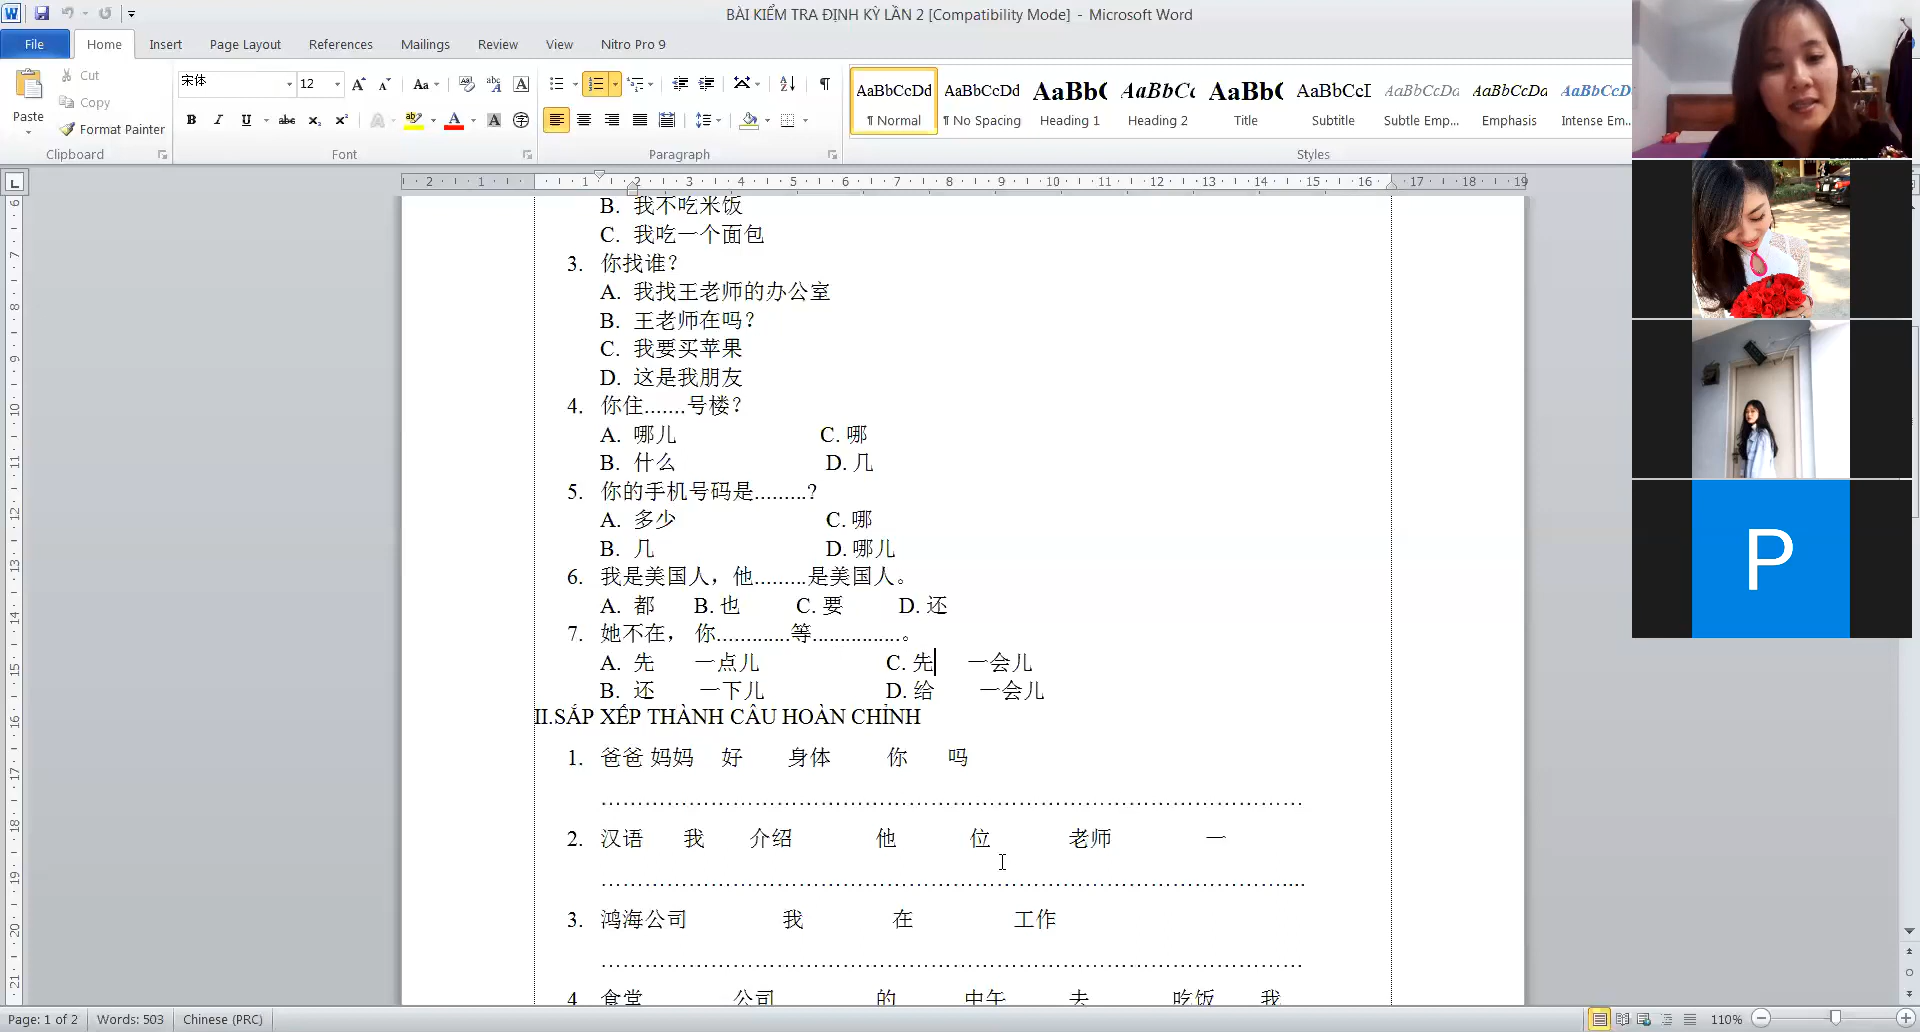 BÀI KIỂM TRA ĐỊNH KỲ LẦN 2 [Compatibility Mode] - Microsoft Word
File Home Insert Page Layout References Mailings Review View Nitro Pro 9
Cut
Copy
Paste
Format Painter
Clipboard
宋体 12
Font
Paragraph
AaBbCcDd AaBbCcDd AaBbC AaBbCc AaBbC AaBbCcI AaBbCcDa AaBbCcDa AaBbCcD
¶ Normal ¶ No Spacing Heading 1 Heading 2 Title Subtitle Subtle Emp... Emphasis Intense Em...
Styles
B. 我不吃米饭
C. 我吃一个面包
3. 你找谁?
A. 我找王老师的办公室
B. 王老师在吗?
C. 我要买苹果
D. 这是我朋友
4. 你住.......号楼?
A. 哪儿 C. 哪
B. 什么 D. 几
5. 你的手机号码是.........?
A. 多少 C. 哪
B. 几 D. 哪儿
6. 我是美国人，他.........是美国人。
A. 都 B. 也 C. 要 D. 还
7. 她不在， 你.............等................。
A. 先 一点儿 C. 先 一会儿
B. 还 一下儿 D. 给 一会儿
II.SẮP XẾP THÀNH CÂU HOÀN CHỈNH
1. 爸爸 妈妈 好 身体 你 吗
2. 汉语 我 介绍 他 位 老师 一
3. 鸿海公司 我 在 工作
4. 食堂 公司 的 中午 去 吃饭 我
P
Page: 1 of 2 Words: 503 Chinese (PRC) 110%